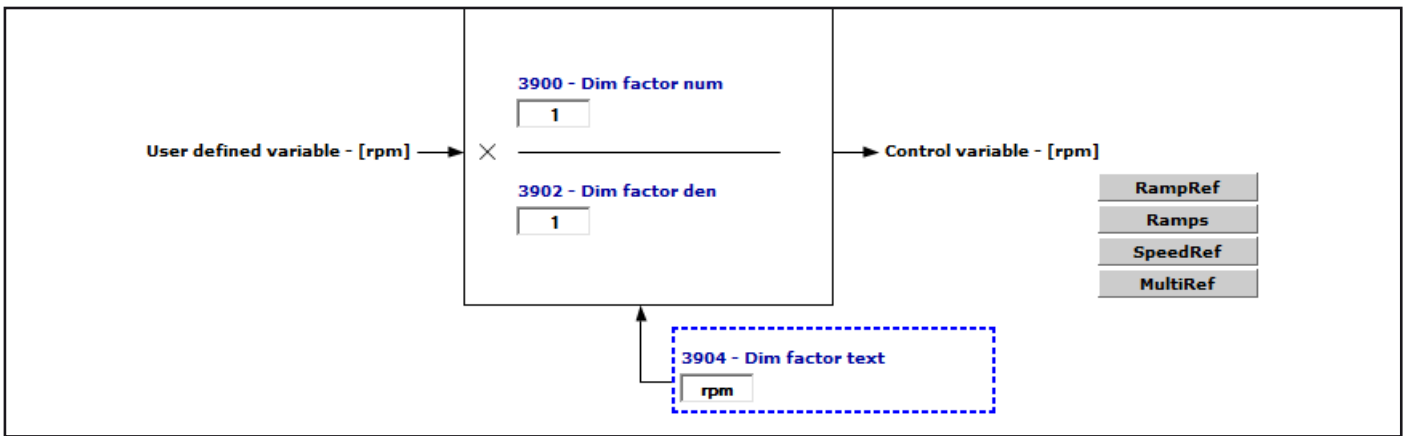 3900 - Dim factor num
1
User defined variable - [rpm]
Control variable - [rpm]
3902 - Dim factor den
1
RampRef
Ramps
SpeedRef
MultiRef
3904 - Dim factor text
rpm